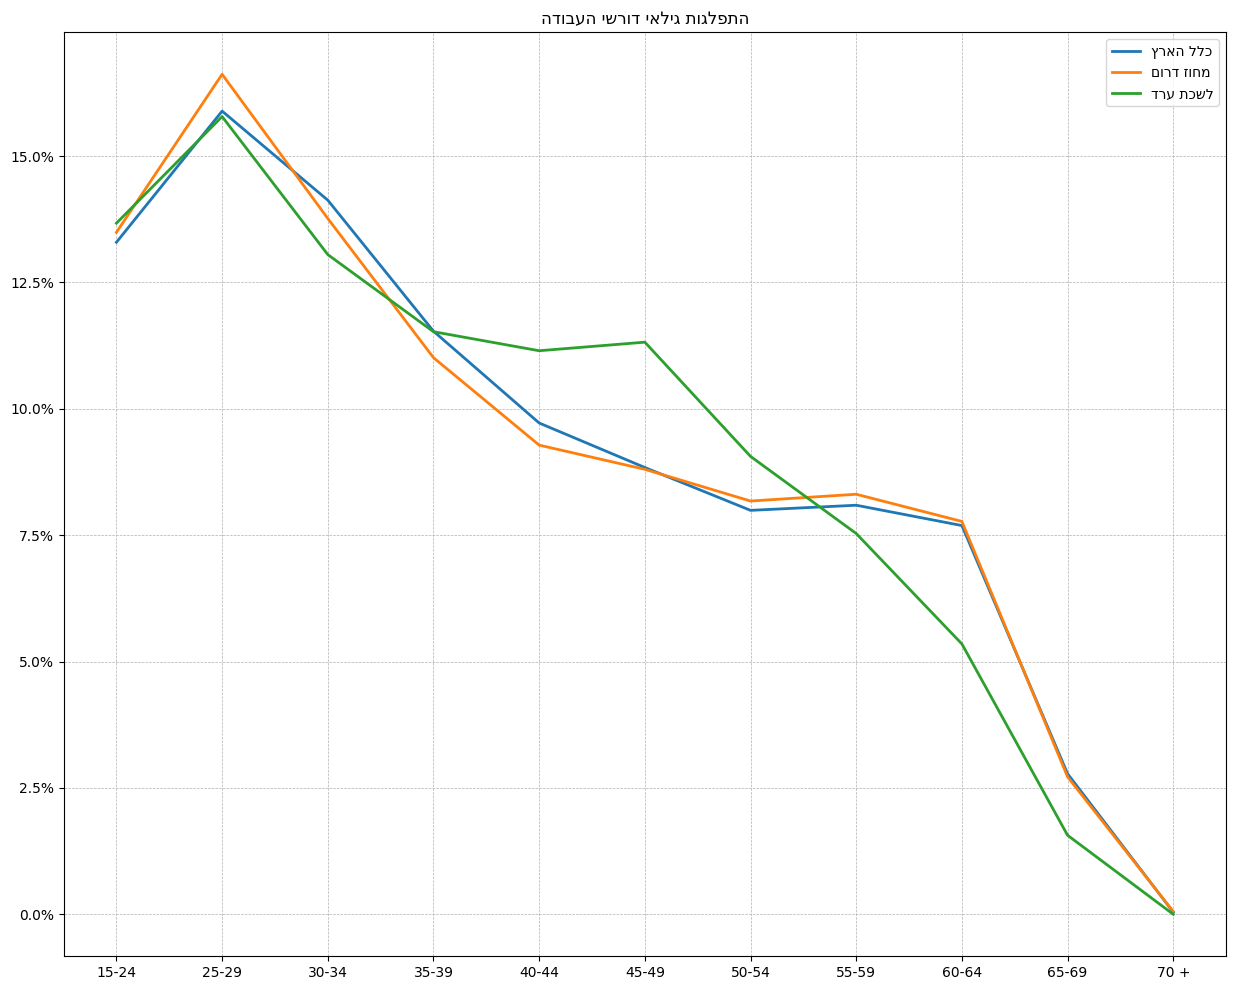 התפלגות גילאי דורשי העבודה
כלל הארץ
מחוז דרום
לשכת ערד
15.0%
12.5%
10.0%
7.5%
5.0%
2.5%
0.0%
15-24 25-29 30-34 35-39 40-44 45-49 50-54 55-59 60-64 65-69 70 +